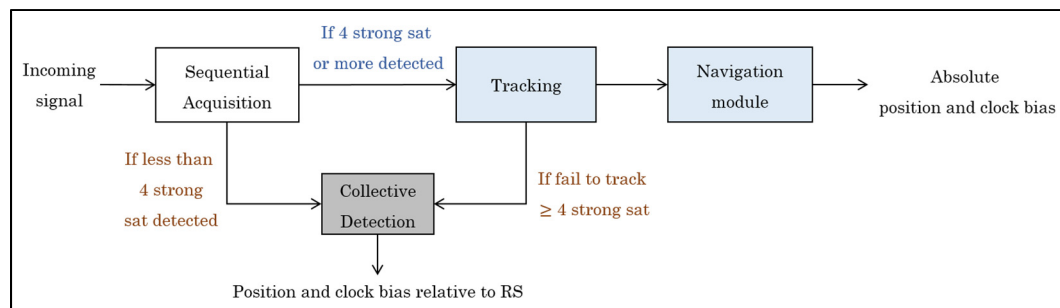 Incoming
signal
Sequential
Acquisition
If 4 strong sat
or more detected
Tracking
Navigation
module
Absolute
position and clock bias
If less than
4 strong
sat detected
Collective
Detection
If fail to track
≥ 4 strong sat
Position and clock bias relative to RS